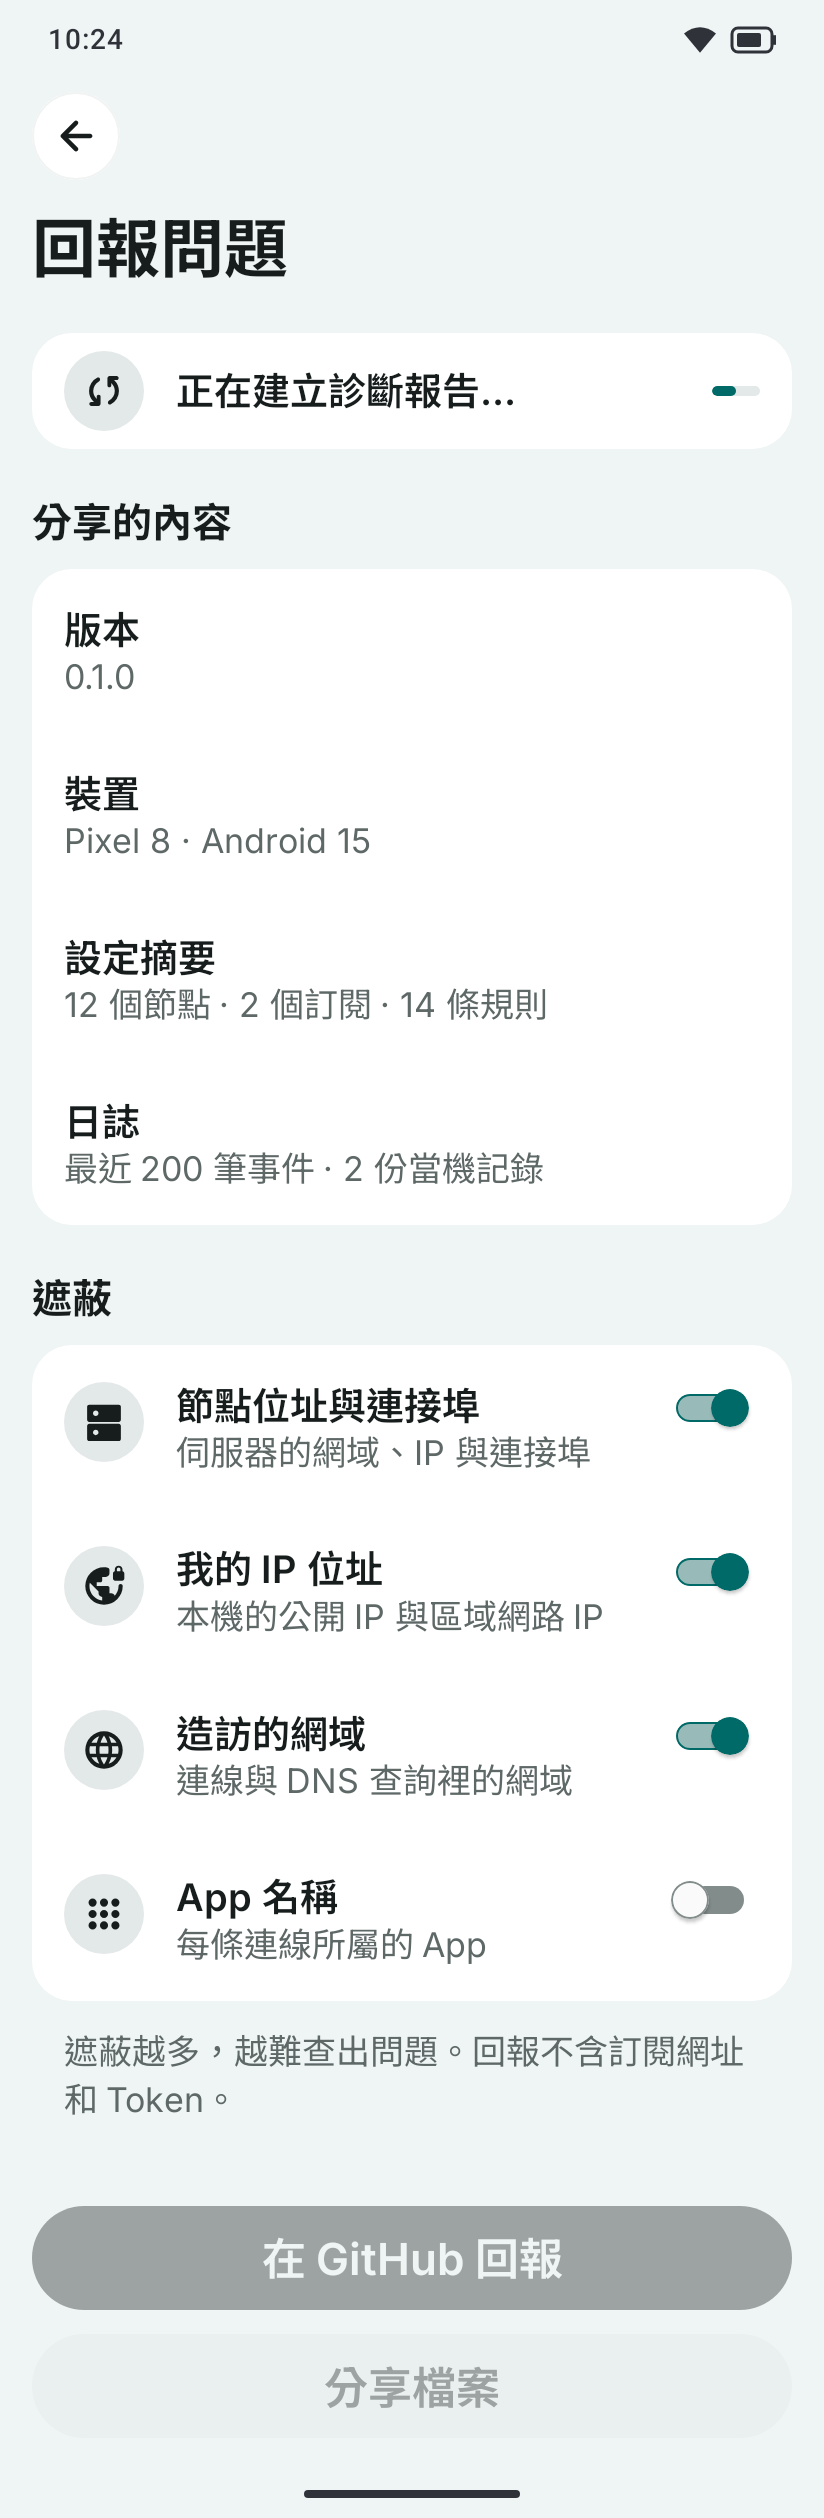 10:24
回報問題
正在建立診斷報告...
分享的內容
版本
0.1.0
裝置
Pixel 8 · Android 15
設定摘要
12 個節點 · 2 個訂閱 · 14 條規則
日誌
最近 200 筆事件 · 2 份當機記錄
遮蔽
節點位址與連接埠
伺服器的網域、IP 與連接埠
我的 IP 位址
本機的公開 IP 與區域網路 IP
造訪的網域
連線與 DNS 查詢裡的網域
App 名稱
每條連線所屬的 App
遮蔽越多，越難查出問題。回報不含訂閱網址
和 Token。
在 GitHub 回報
分享檔案